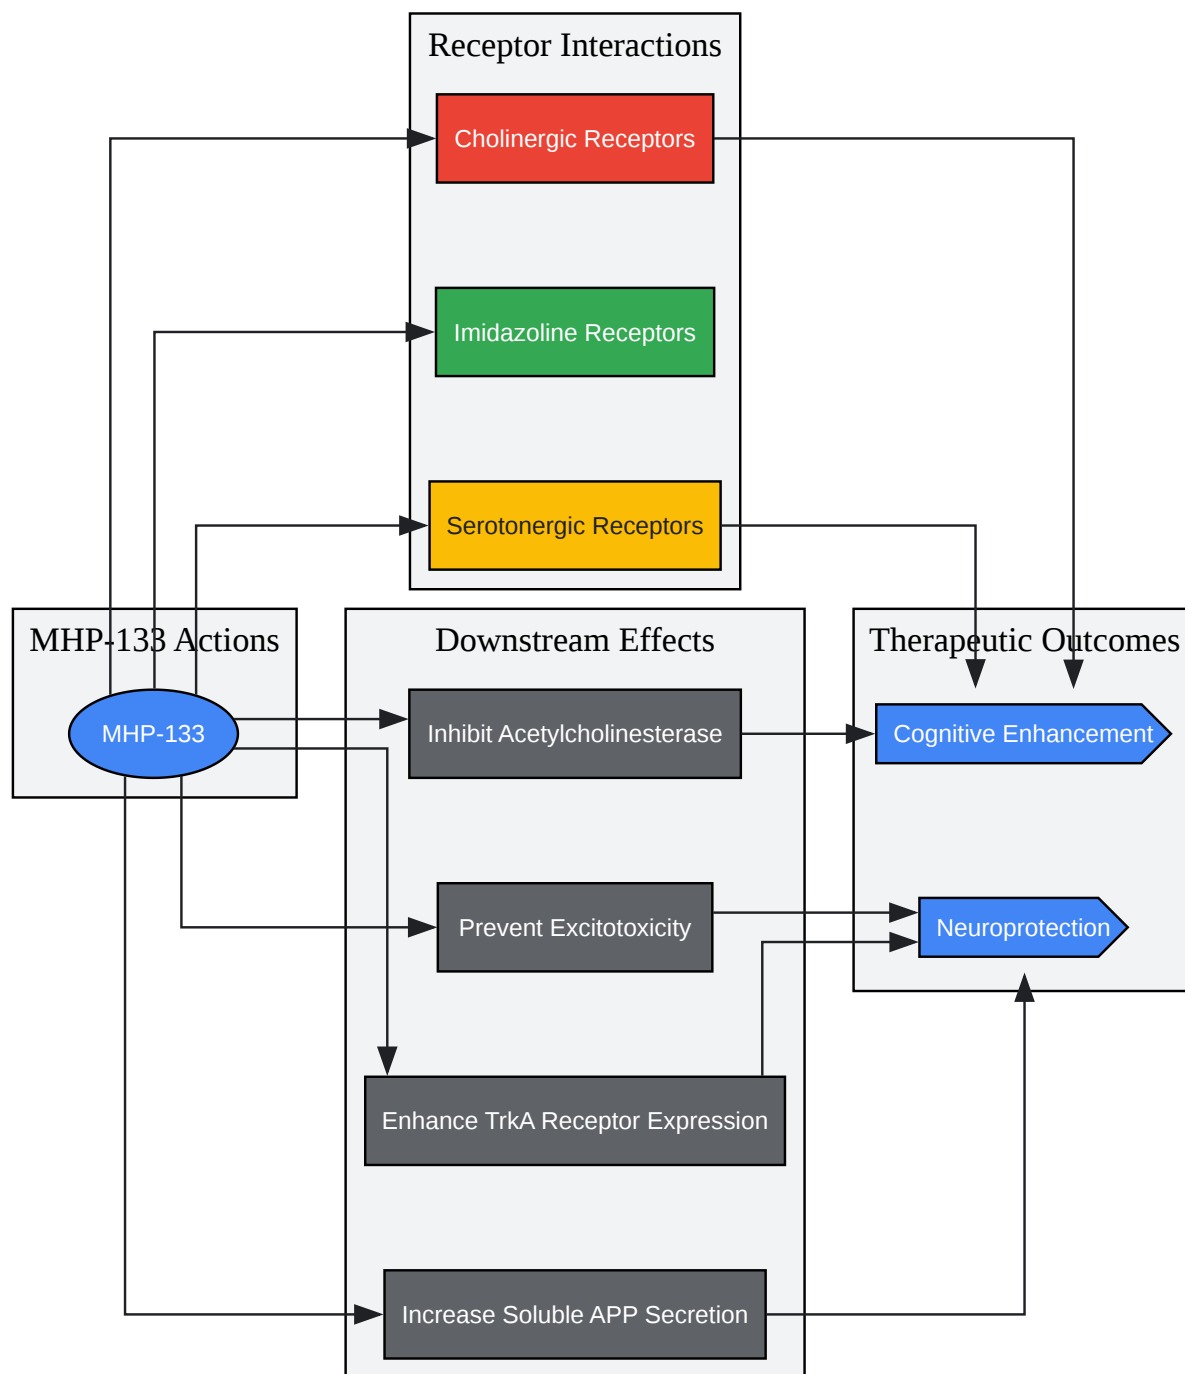 Receptor Interactions
Cholinergic Receptors
Imidazoline Receptors
Serotonergic Receptors
MHP-133 Actions
MHP-133
Downstream Effects
Inhibit Acetylcholinesterase
Prevent Excitotoxicity
Enhance TrkA Receptor Expression
Increase Soluble APP Secretion
Therapeutic Outcomes
Cognitive Enhancement
Neuroprotection